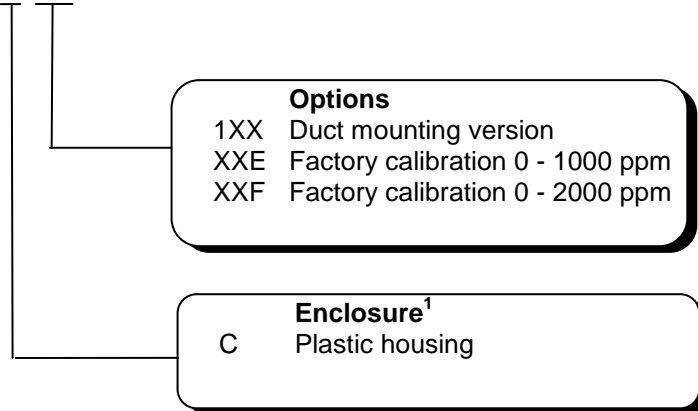 Options
1XX Duct mounting version
XXE Factory calibration 0 - 1000 ppm
XXF Factory calibration 0 - 2000 ppm
Enclosure1
C Plastic housing